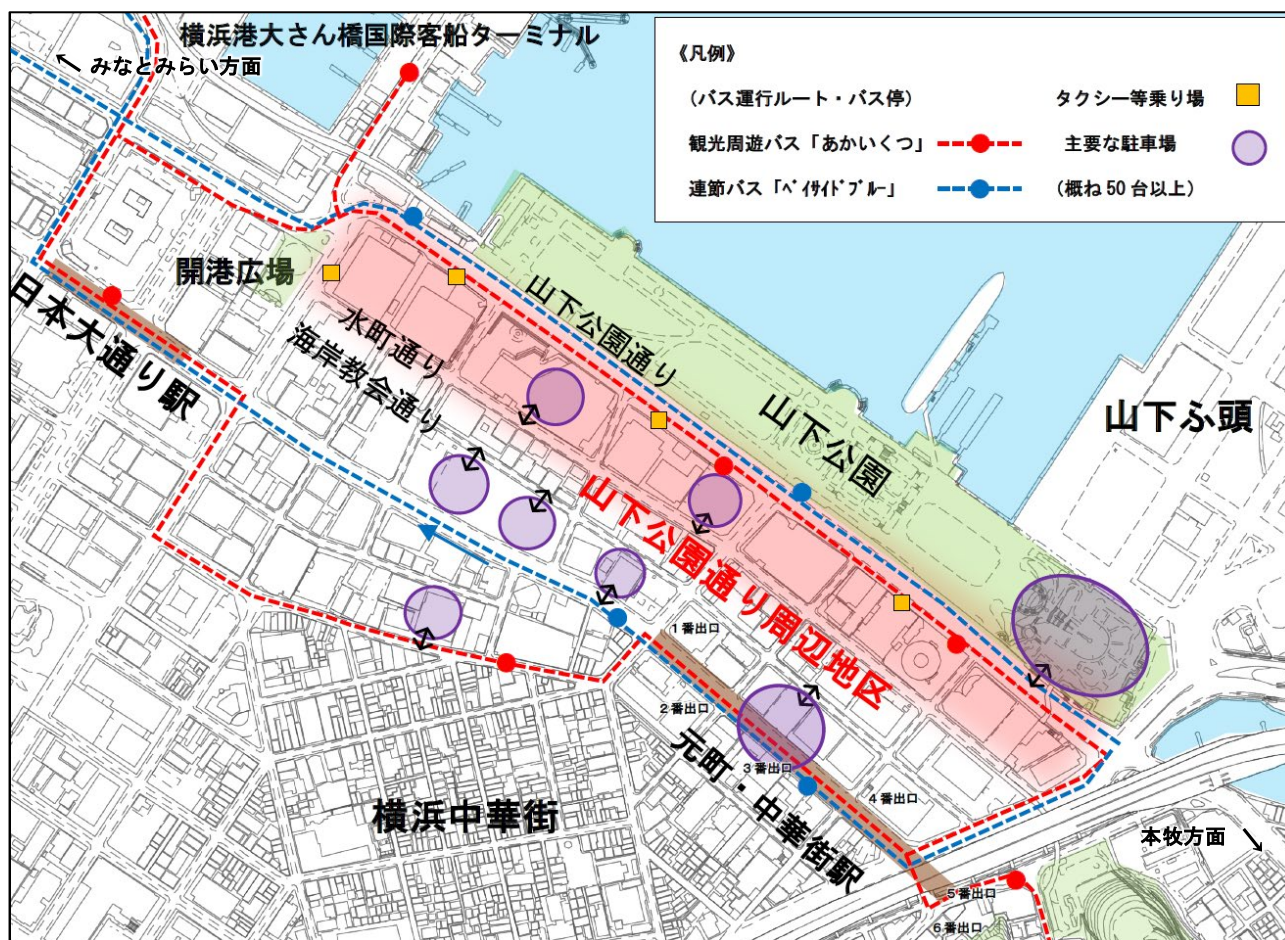 横浜港大さん橋国際客船ターミナル
みなとみらい方面
《凡例》
(バス運行ルート・バス停)
タクシー等乗り場
観光周遊バス「あかいくつ」
主要な駐車場
連節バス「ﾍﾞｲｻｲﾄﾞﾌﾞﾙｰ」
(概ね50台以上)
開港広場
日本大通り駅
水町通り
海岸教会通り
山下公園通り
山下公園
山下ふ頭
山下公園通り周辺地区
1番出口
2番出口
3番出口
4番出口
元町・中華街駅
横浜中華街
本牧方面
5番出口
6番出口